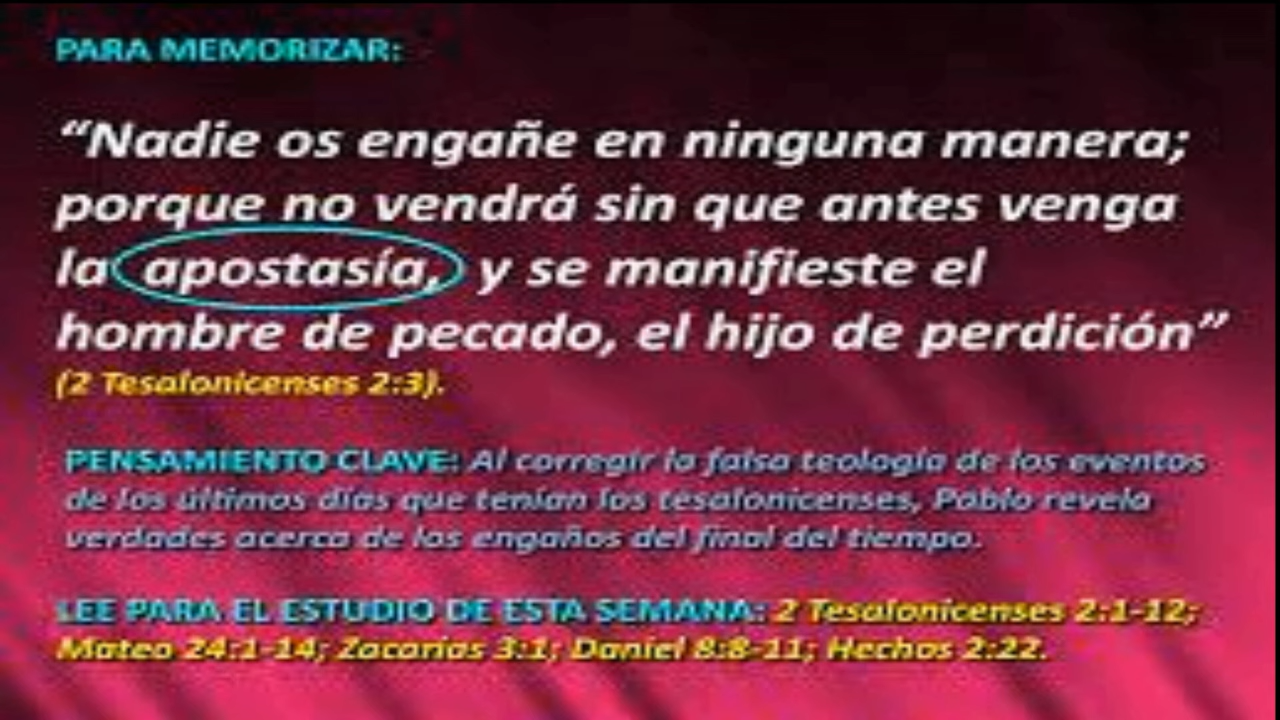 PARA MEMORIZAR:
“Nadie os engañe en ninguna manera;
porque no vendrá sin que antes venga
la apostasía, y se manifieste el
hombre de pecado, el hijo de perdición”
(2 Tesalonicenses 2:3).
PENSAMIENTO CLAVE: Al corregir la falsa teología de los eventos
de los últimos días que tenían los tesalonicenses, Pablo revela
verdades acerca de los engaños del final del tiempo.
LEE PARA EL ESTUDIO DE ESTA SEMANA: 2 Tesalonicenses 2:1-12;
Mateo 24:1-14; Zacarías 3:1; Daniel 8:8-11; Hechos 2:22.